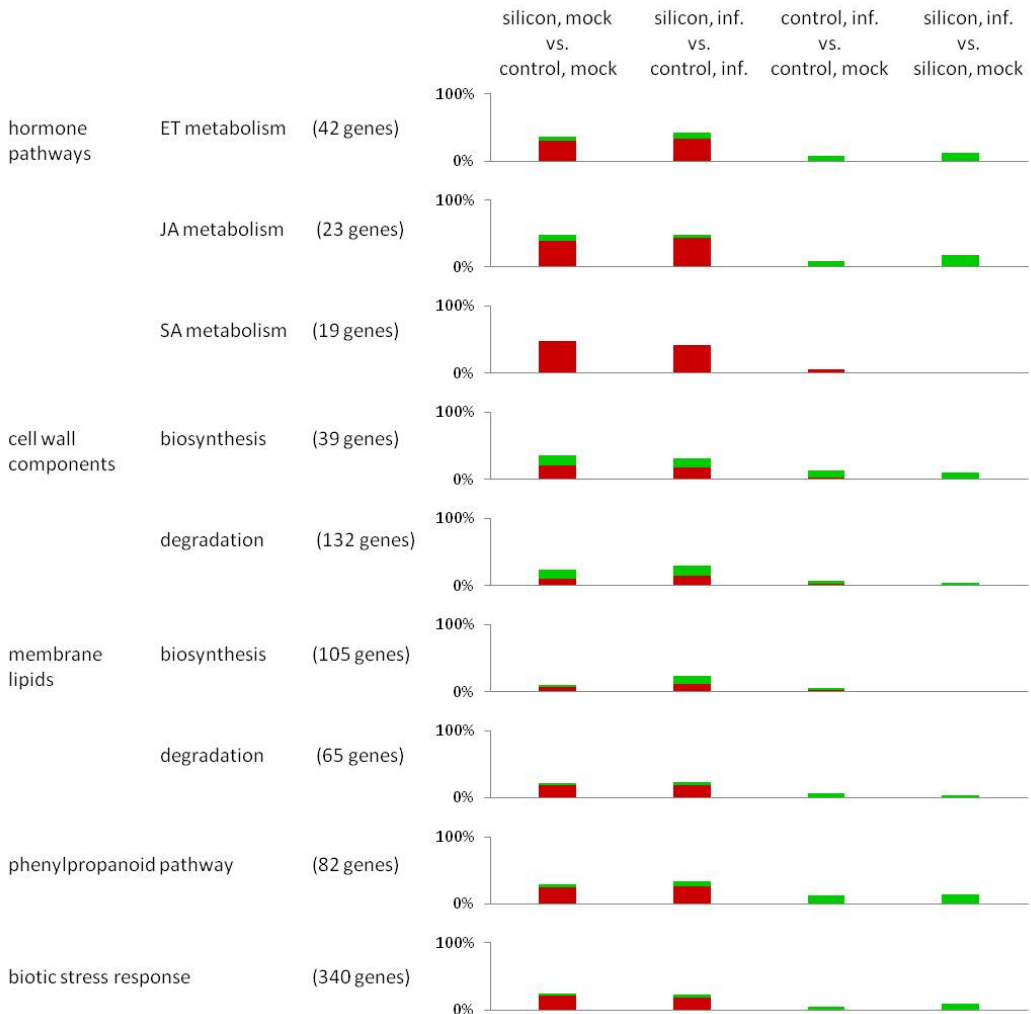 silicon, mock silicon, inf. control, inf. silicon, inf.
vs. vs. vs. vs.
control, mock control, inf. control, mock silicon, mock
100%
hormone ET metabolism (42 genes)
pathways
0%
100%
JA metabolism (23 genes)
0%
100%
SA metabolism (19 genes)
0%
100%
cell wall biosynthesis (39 genes)
components
0%
100%
degradation (132 genes)
0%
100%
membrane biosynthesis (105 genes)
lipids
0%
100%
degradation (65 genes)
0%
100%
phenylpropanoid pathway (82 genes)
0%
100%
biotic stress response (340 genes)
0%